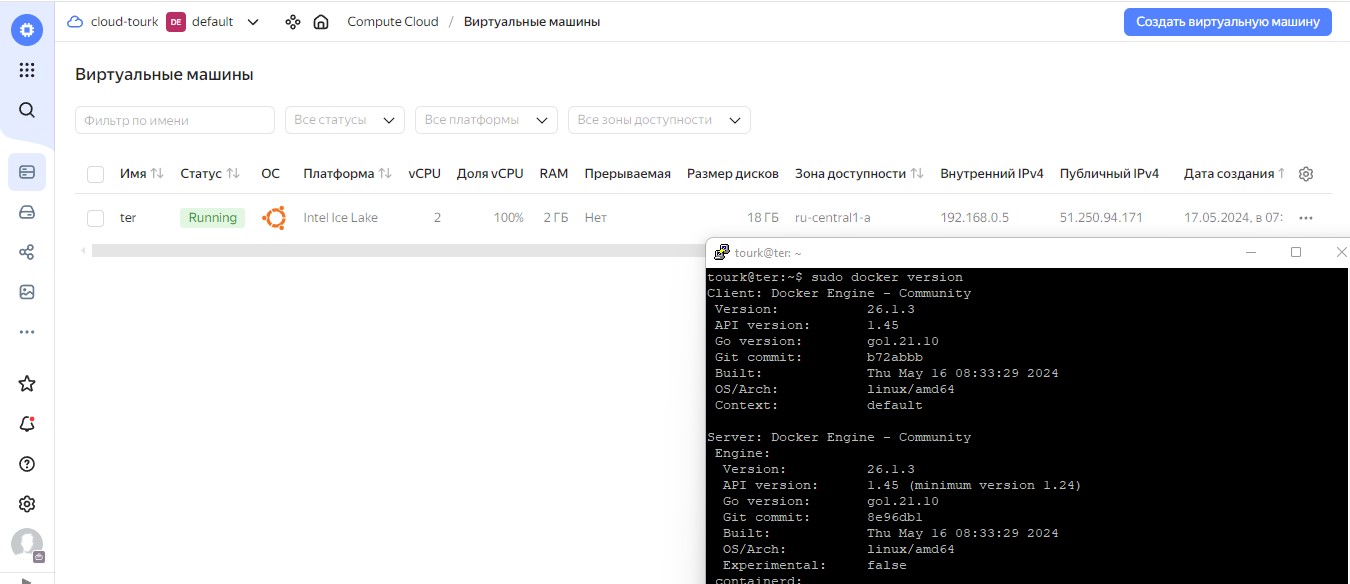 cloud-tourk DE default Compute Cloud / Виртуальные машины Создать виртуальную машину
Виртуальные машины
Фильтр по имени Все статусы Все платформы Все зоны доступности
Имя Статус ОС Платформа vCPU Доля vCPU RAM Прерываемая Размер дисков Зона доступности Внутренний IPv4 Публичный IPv4 Дата создания
ter Running Intel Ice Lake 2 100% 2 ГБ Нет 18 ГБ ru-central1-a 192.168.0.5 51.250.94.171 17.05.2024, в 07:
tourk@ter: ~
tourk@ter:~$ sudo docker version
Client: Docker Engine - Community
Version: 26.1.3
API version: 1.45
Go version: go1.21.10
Git commit: b72abbb
Built: Thu May 16 08:33:29 2024
OS/Arch: linux/amd64
Context: default
Server: Docker Engine - Community
Engine:
Version: 26.1.3
API version: 1.45 (minimum version 1.24)
Go version: go1.21.10
Git commit: 8e96db1
Built: Thu May 16 08:33:29 2024
OS/Arch: linux/amd64
Experimental: false
containerd: